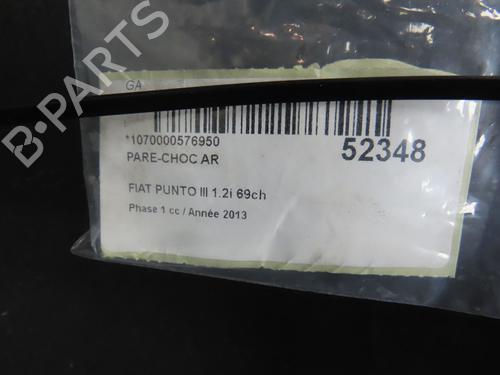 B-PARTS
GA
*1070000576950
52348
PARE-CHOC AR
FIAT PUNTO III 1.2i 69ch
Phase 1 cc / Année 2013